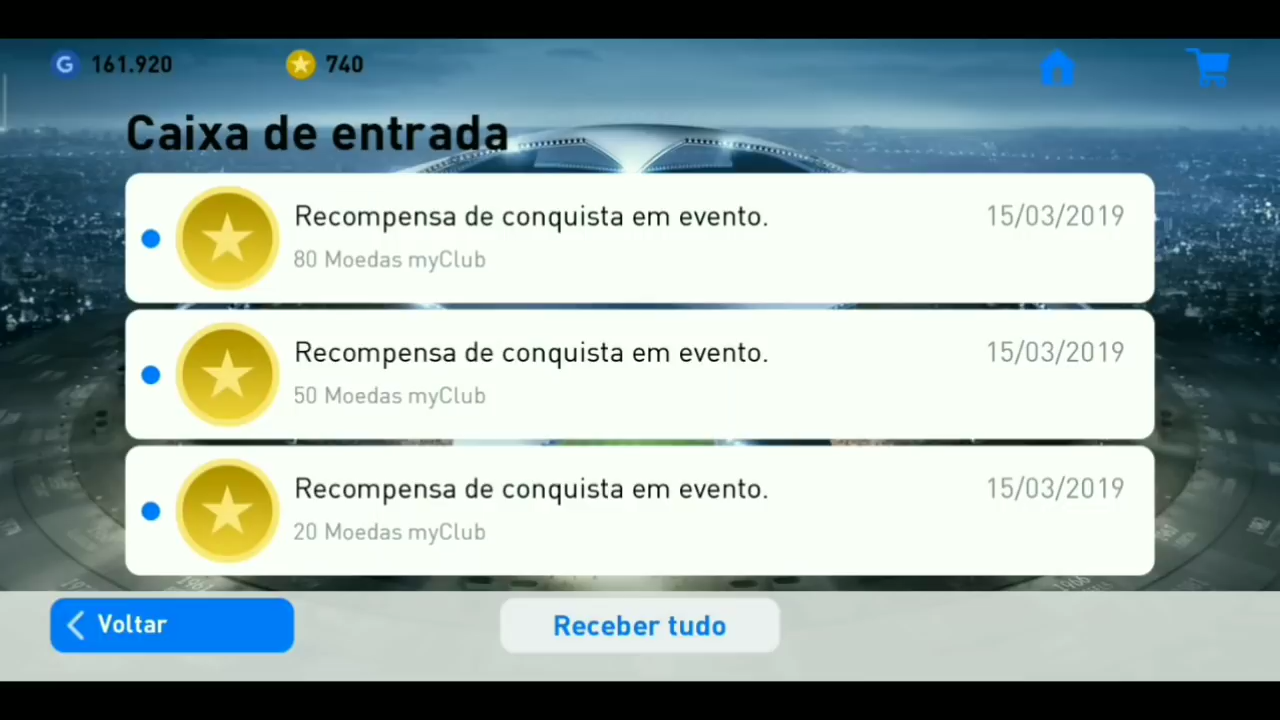 G 161.920 740
Caixa de entrada
Recompensa de conquista em evento. 15/03/2019
80 Moedas myClub
Recompensa de conquista em evento. 15/03/2019
50 Moedas myClub
Recompensa de conquista em evento. 15/03/2019
20 Moedas myClub
1961
Voltar
Receber tudo